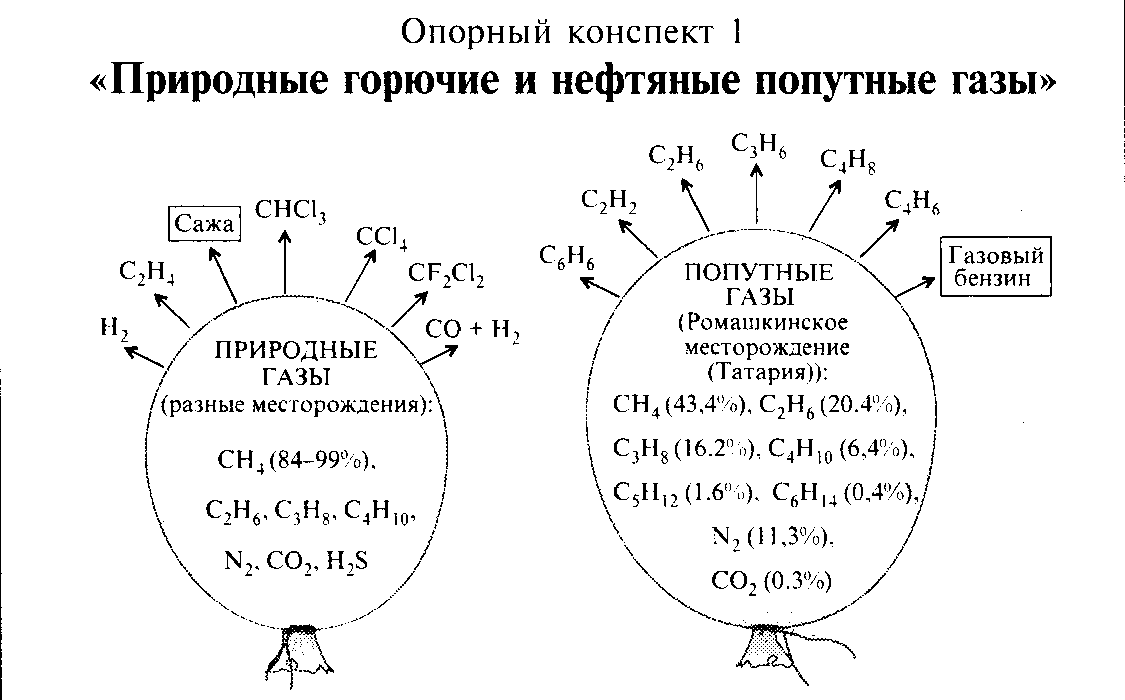 Опорный конспект 1
«Природные горючие и нефтяные попутные газы»
H₂
C₂H₄
Сажа
CHCl₃
CCl₄
CF₂Cl₂
CO + H₂
ПРИРОДНЫЕ
ГАЗЫ
(разные месторождения):
CH₄ (84–99%),
C₂H₆, C₃H₈, C₄H₁₀,
N₂, CO₂, H₂S
C₆H₆
C₂H₂
C₂H₆
C₃H₆
C₄H₈
C₄H₆
Газовый
бензин
ПОПУТНЫЕ
ГАЗЫ
(Ромашкинское
месторождение
(Татария)):
CH₄ (43,4%), C₂H₆ (20.4%),
C₃H₈ (16.2%), C₄H₁₀ (6,4%),
C₅H₁₂ (1.6%), C₆H₁₄ (0,4%),
N₂ (11,3%),
CO₂ (0.3%)